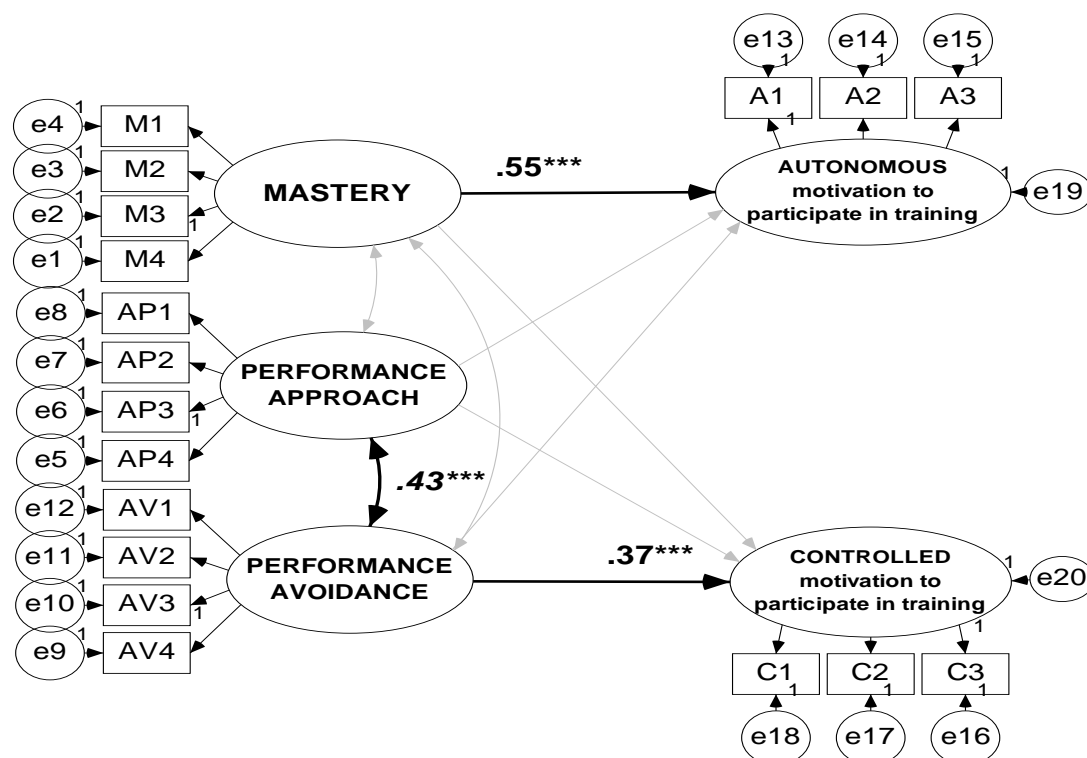 e13
e14
e15
1
1
1
A1
A2
A3
1
e4
1
M1
e3
1
M2
e2
1
M3
1
e1
1
M4
MASTERY
.55***
AUTONOMOUS
motivation to
participate in training
1
e19
e8
1
AP1
e7
1
AP2
e6
1
AP3
1
e5
1
AP4
PERFORMANCE
APPROACH
.43***
e12
1
AV1
e11
1
AV2
e10
1
AV3
1
e9
1
AV4
PERFORMANCE
AVOIDANCE
.37***
CONTROLLED
motivation to
participate in training
1
e20
1
C1
C2
C3
1
1
1
e18
e17
e16